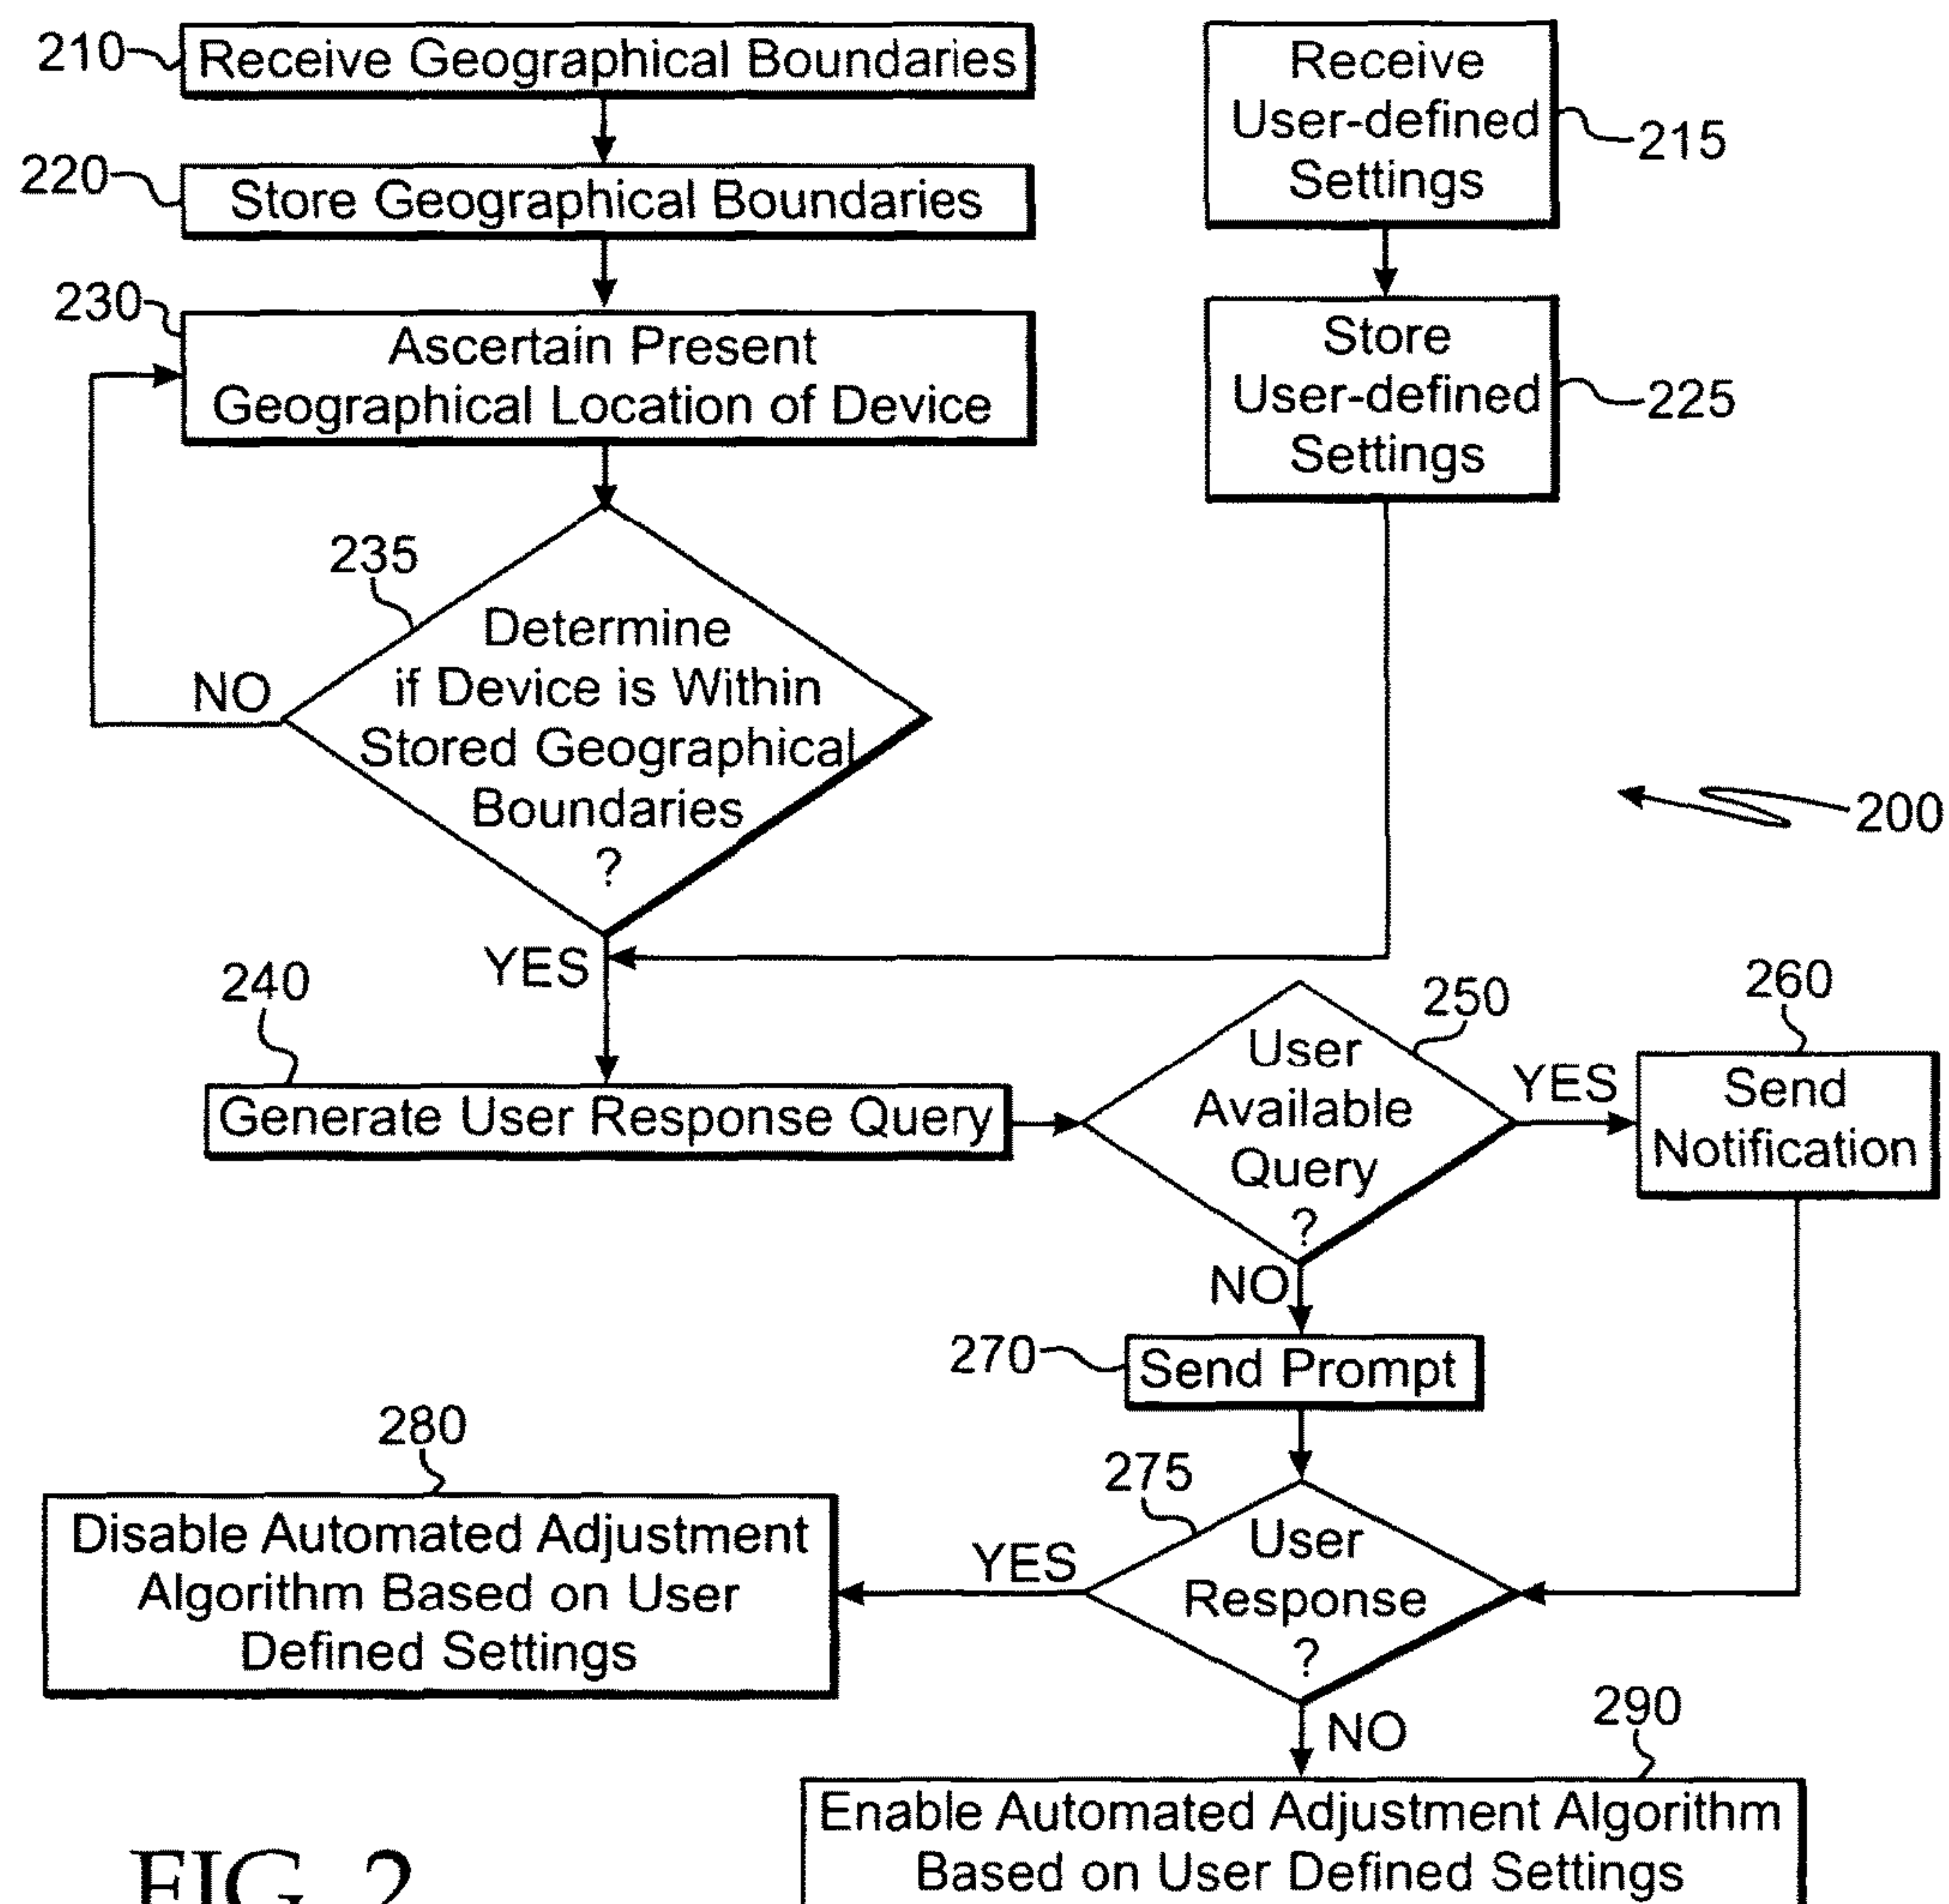 210
Receive Geographical Boundaries
220
Store Geographical Boundaries
230
Ascertain Present
Geographical Location of Device
235
Determine
if Device is Within
Stored Geographical
Boundaries
?
NO
YES
Receive
User-defined
Settings
215
Store
User-defined
Settings
225
200
240
Generate User Response Query
250
User
Available
Query
?
YES
NO
260
Send
Notification
270
Send Prompt
275
User
Response
?
YES
NO
280
Disable Automated Adjustment
Algorithm Based on User
Defined Settings
290
Enable Automated Adjustment Algorithm
Based on User Defined Settings
FIG. 2